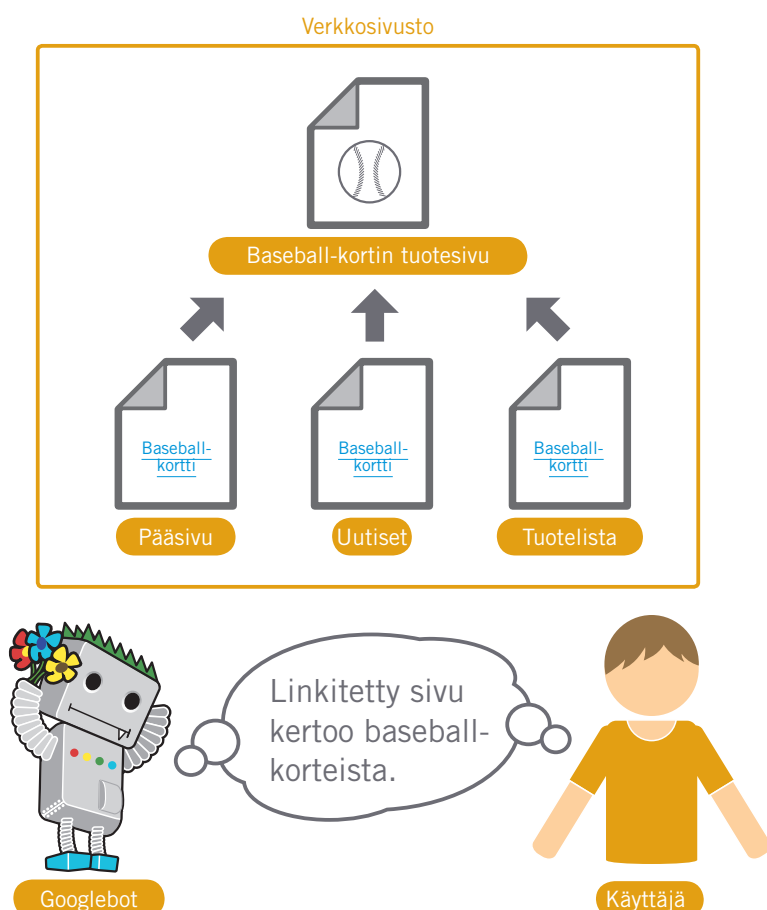 Verkkosivusto
Baseball-kortin tuotesivu
Baseball-
kortti
Baseball-
kortti
Baseball-
kortti
Pääsivu
Uutiset
Tuotelista
Linkitetty sivu
kertoo baseball-
korteista.
Googlebot
Käyttäjä